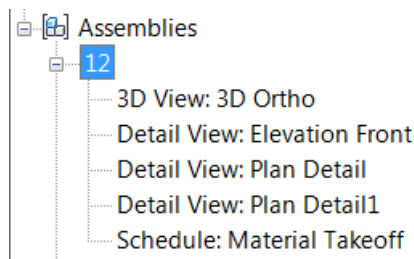 Assemblies
12
3D View: 3D Ortho
Detail View: Elevation Front
Detail View: Plan Detail
Detail View: Plan Detail1
Schedule: Material Takeoff